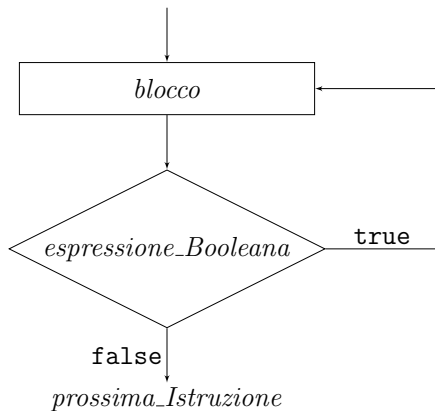 blocco
espressione_Booleana
true
false
prossima_Istruzione